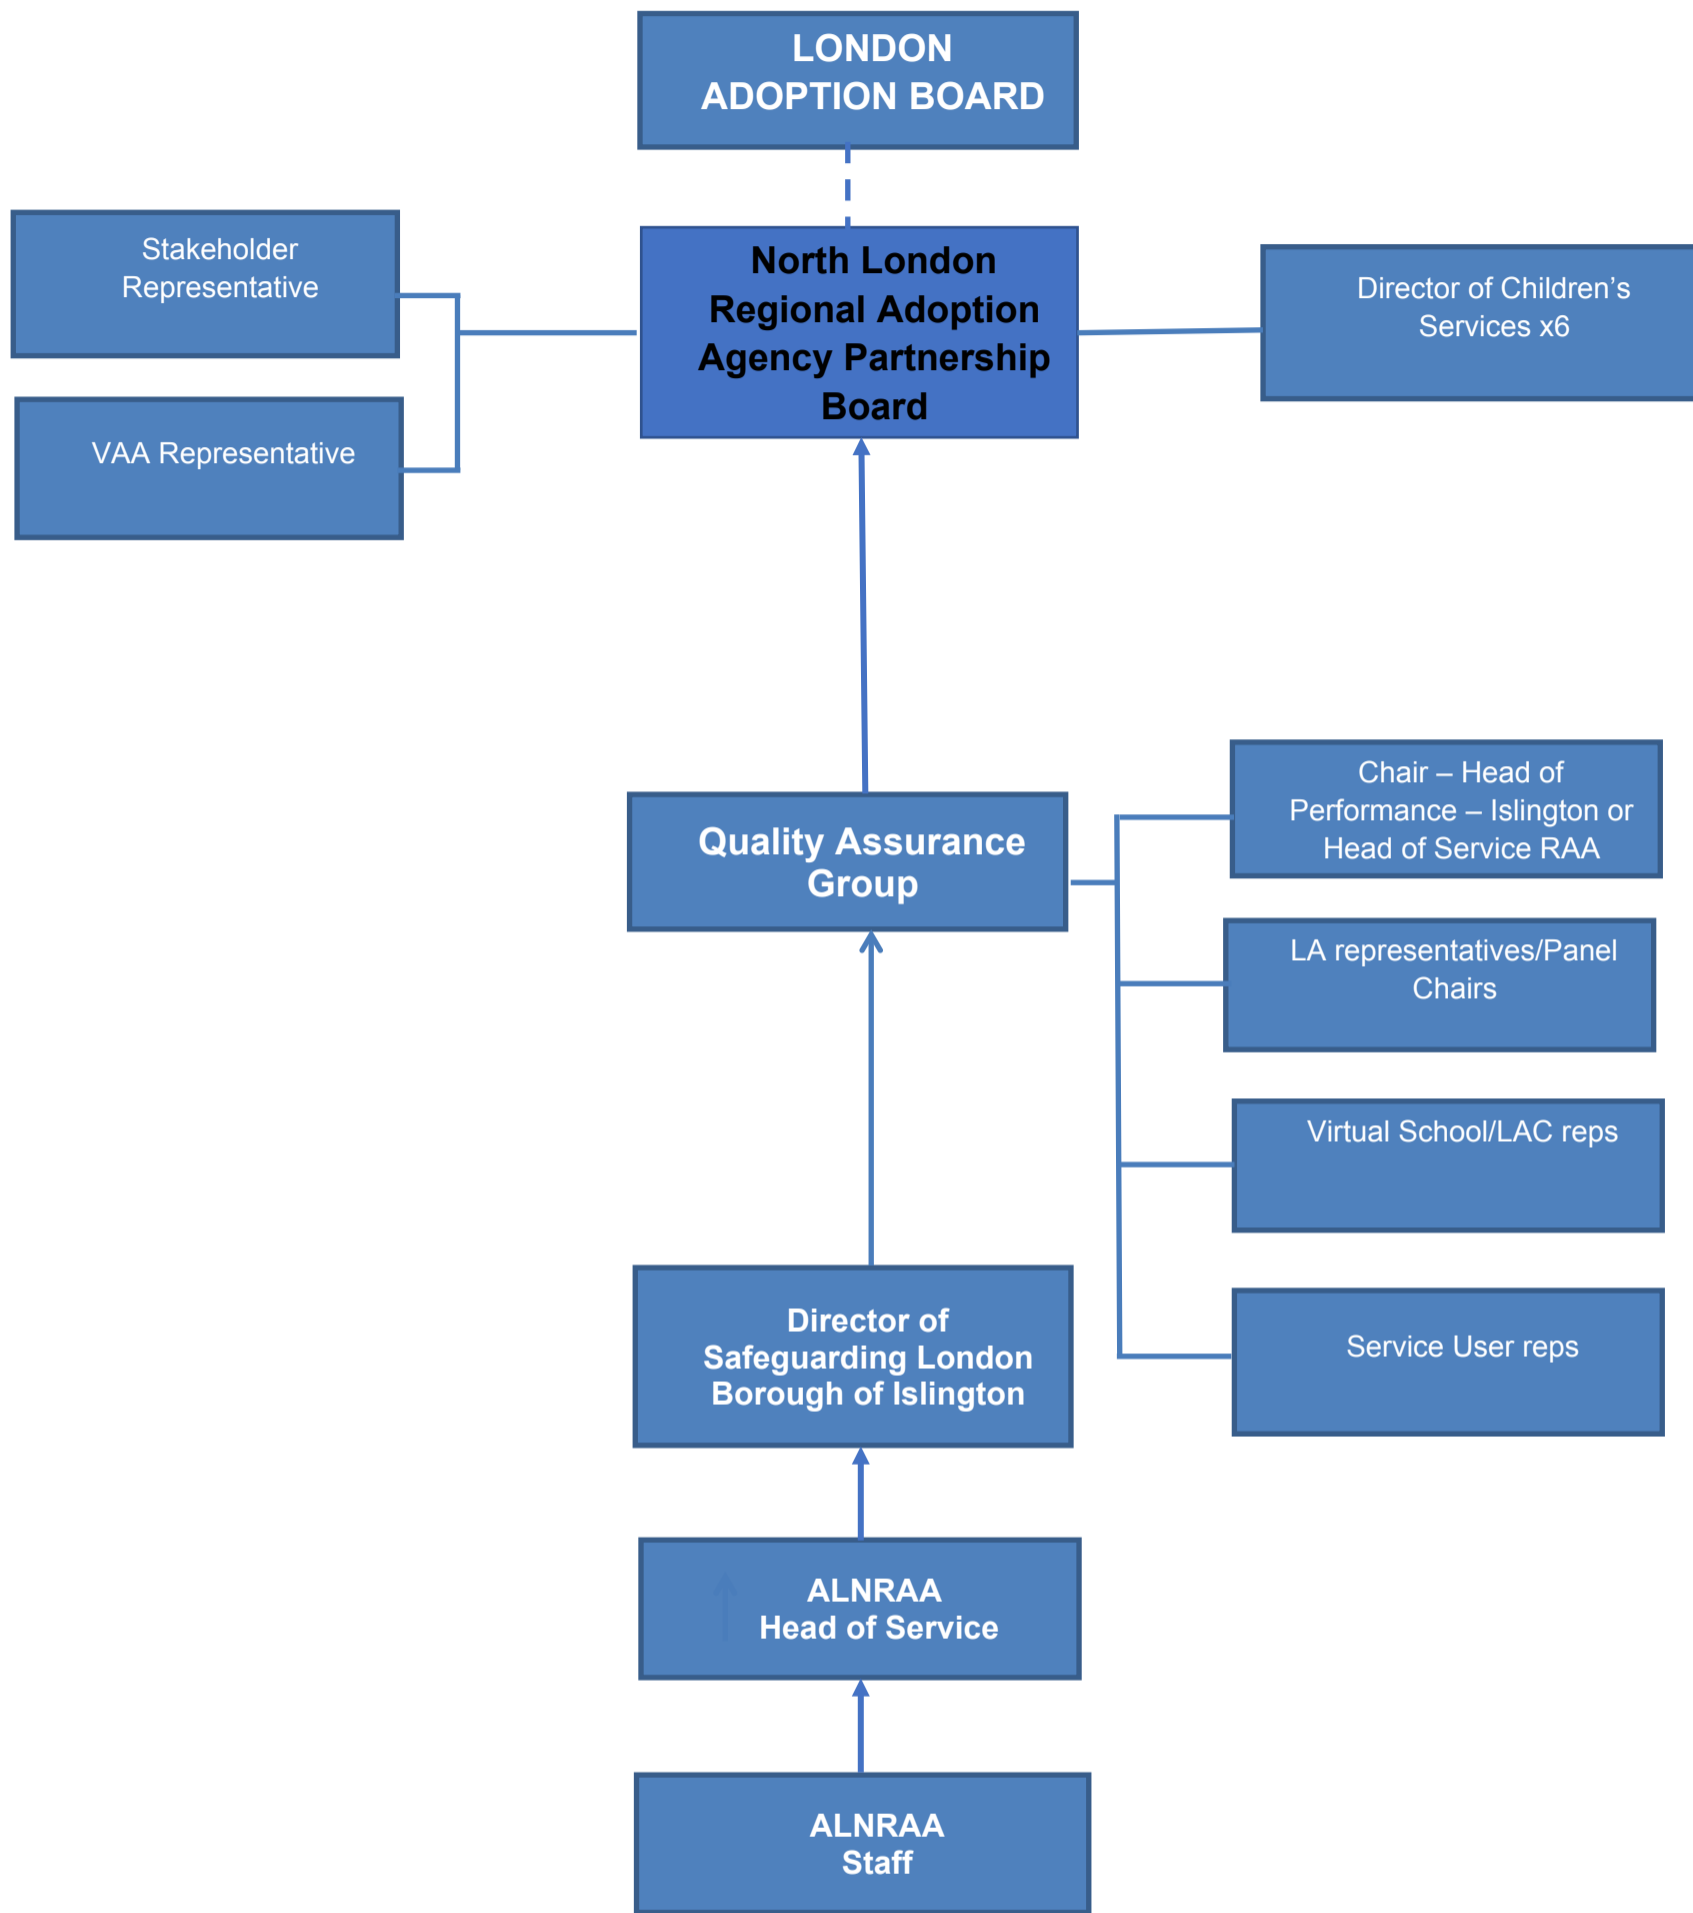 LONDON
ADOPTION BOARD
Stakeholder
Representative
North London
Regional Adoption
Agency Partnership
Board
Director of Children’s
Services x6
VAA Representative
Chair – Head of
Performance – Islington or
Head of Service RAA
Quality Assurance
Group
LA representatives/Panel
Chairs
Virtual School/LAC reps
Director of
Safeguarding London
Borough of Islington
Service User reps
ALNRAA
Head of Service
ALNRAA
Staff